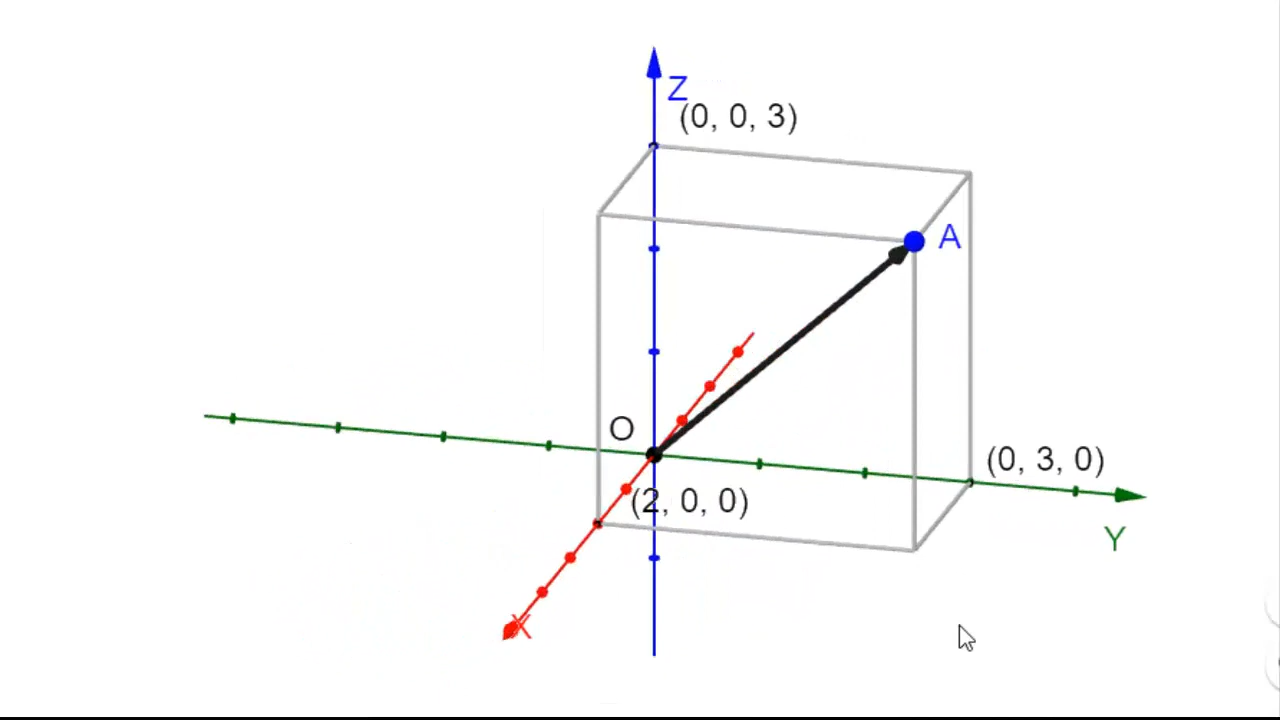 Z
(0, 0, 3)
A
O
(0, 3, 0)
(2, 0, 0)
Y
X